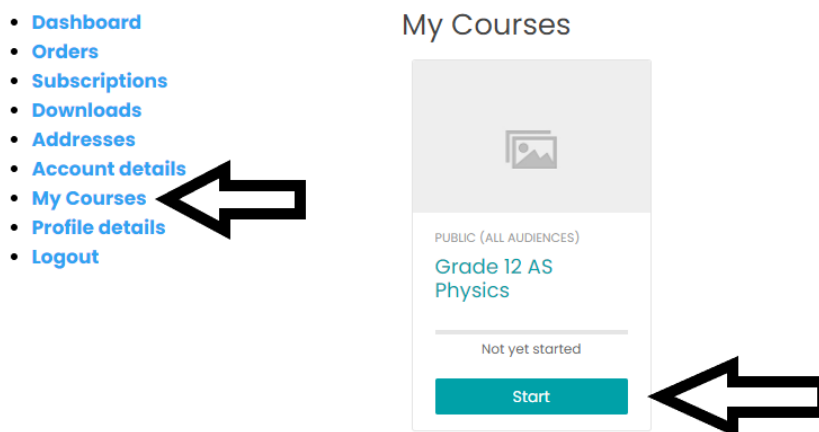 Dashboard
Orders
Subscriptions
Downloads
Addresses
Account details
My Courses
Profile details
Logout
My Courses
PUBLIC (ALL AUDIENCES)
Grade 12 AS
Physics
Not yet started
Start